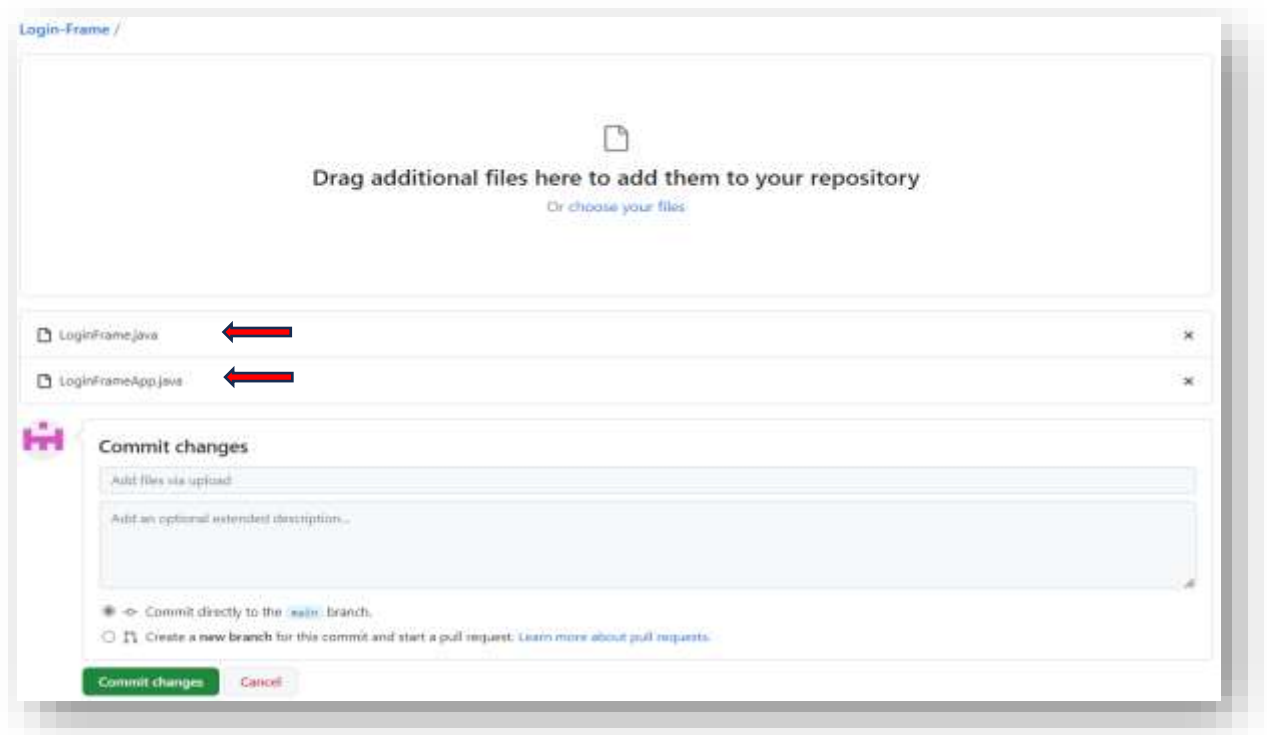 Login-Frame /
Drag additional files here to add them to your repository
Or choose your files
LoginFrame.java
LoginFrameApp.java
Commit changes
Add files via upload
Add an optional extended description...
Commit directly to the main branch.
Create a new branch for this commit and start a pull request. Learn more about pull requests.
Commit changes Cancel